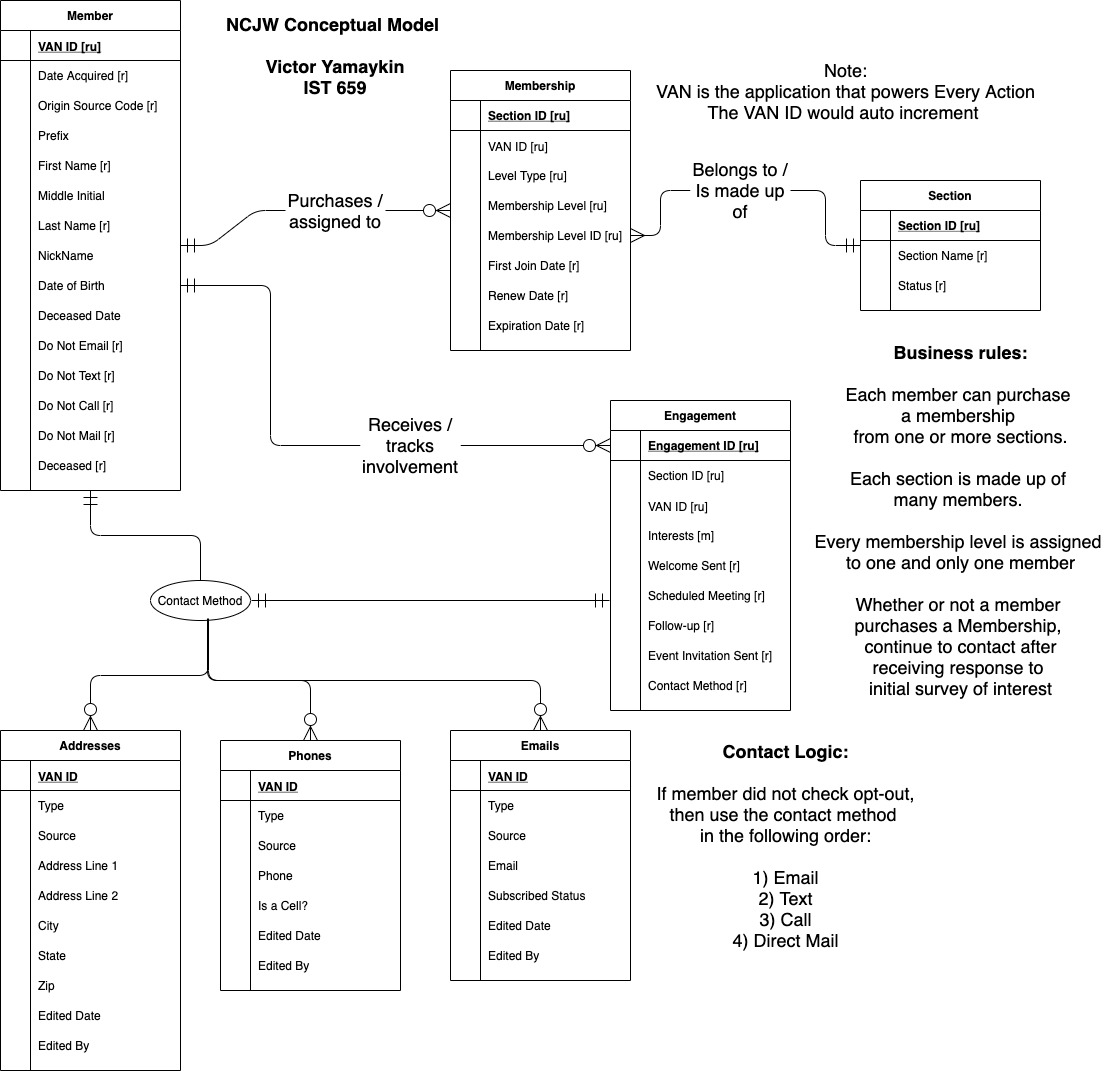 Member
VAN ID [ru]
Date Acquired [r]
Origin Source Code [r]
Prefix
First Name [r]
Middle Initial
Last Name [r]
NickName
Date of Birth
Deceased Date
Do Not Email [r]
Do Not Text [r]
Do Not Call [r]
Do Not Mail [r]
Deceased [r]
NCJW Conceptual Model
Victor Yamaykin
IST 659
Purchases /
assigned to
Membership
Section ID [ru]
VAN ID [ru]
Level Type [ru]
Membership Level [ru]
Membership Level ID [ru]
First Join Date [r]
Renew Date [r]
Expiration Date [r]
Note:
VAN is the application that powers Every Action
The VAN ID would auto increment
Belongs to /
Is made up
of
Section
Section ID [ru]
Section Name [r]
Status [r]
Receives /
tracks
involvement
Engagement
Engagement ID [ru]
Section ID [ru]
VAN ID [ru]
Interests [m]
Welcome Sent [r]
Scheduled Meeting [r]
Follow-up [r]
Event Invitation Sent [r]
Contact Method [r]
Business rules:
Each member can purchase
a membership
from one or more sections.
Each section is made up of
many members.
Every membership level is assigned
to one and only one member
Whether or not a member
purchases a Membership,
continue to contact after
receiving response to
initial survey of interest
Contact Method
Addresses
VAN ID
Type
Source
Address Line 1
Address Line 2
City
State
Zip
Edited Date
Edited By
Phones
VAN ID
Type
Source
Phone
Is a Cell?
Edited Date
Edited By
Emails
VAN ID
Type
Source
Email
Subscribed Status
Edited Date
Edited By
Contact Logic:
If member did not check opt-out,
then use the contact method
in the following order:
1) Email
2) Text
3) Call
4) Direct Mail